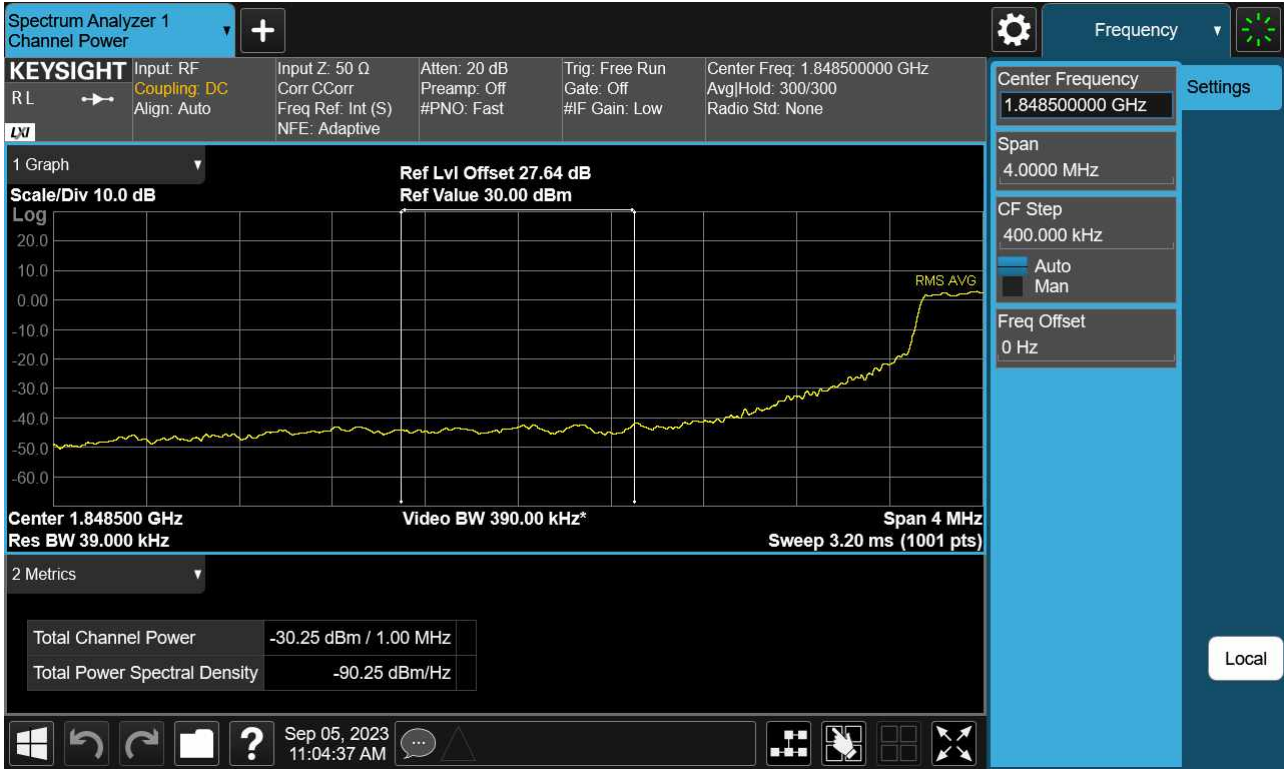 Spectrum Analyzer 1
Channel Power
Frequency
KEYSIGHT
R L
LXI
Input: RF
Coupling: DC
Align: Auto
Input Z: 50 Ω
Corr CCorr
Freq Ref: Int (S)
NFE: Adaptive
Atten: 20 dB
Preamp: Off
#PNO: Fast
Trig: Free Run
Gate: Off
#IF Gain: Low
Center Freq: 1.848500000 GHz
Avg|Hold: 300/300
Radio Std: None
Center Frequency
1.848500000 GHz
Settings
Span
4.0000 MHz
CF Step
400.000 kHz
Auto
Man
Freq Offset
0 Hz
Local
1 Graph
Ref Lvl Offset 27.64 dB
Scale/Div 10.0 dB
Ref Value 30.00 dBm
Log
20.0
10.0
0.00
-10.0
-20.0
-30.0
-40.0
-50.0
-60.0
RMS AVG
Center 1.848500 GHz
Video BW 390.00 kHz*
Span 4 MHz
Res BW 39.000 kHz
Sweep 3.20 ms (1001 pts)
2 Metrics
Total Channel Power
-30.25 dBm / 1.00 MHz
Total Power Spectral Density
-90.25 dBm/Hz
?
Sep 05, 2023
11:04:37 AM